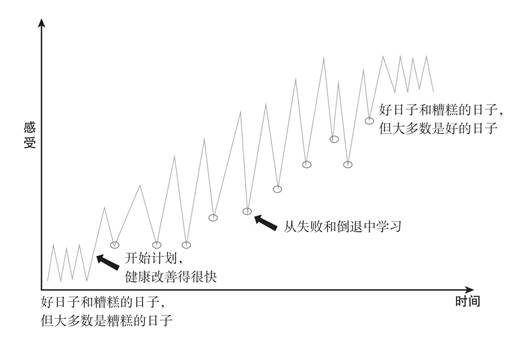 感受
好日子和糟糕的日子，
但大多数是好的日子
从失败和倒退中学习
开始计划，
健康改善得很快
时间
好日子和糟糕的日子，
但大多数是糟糕的日子